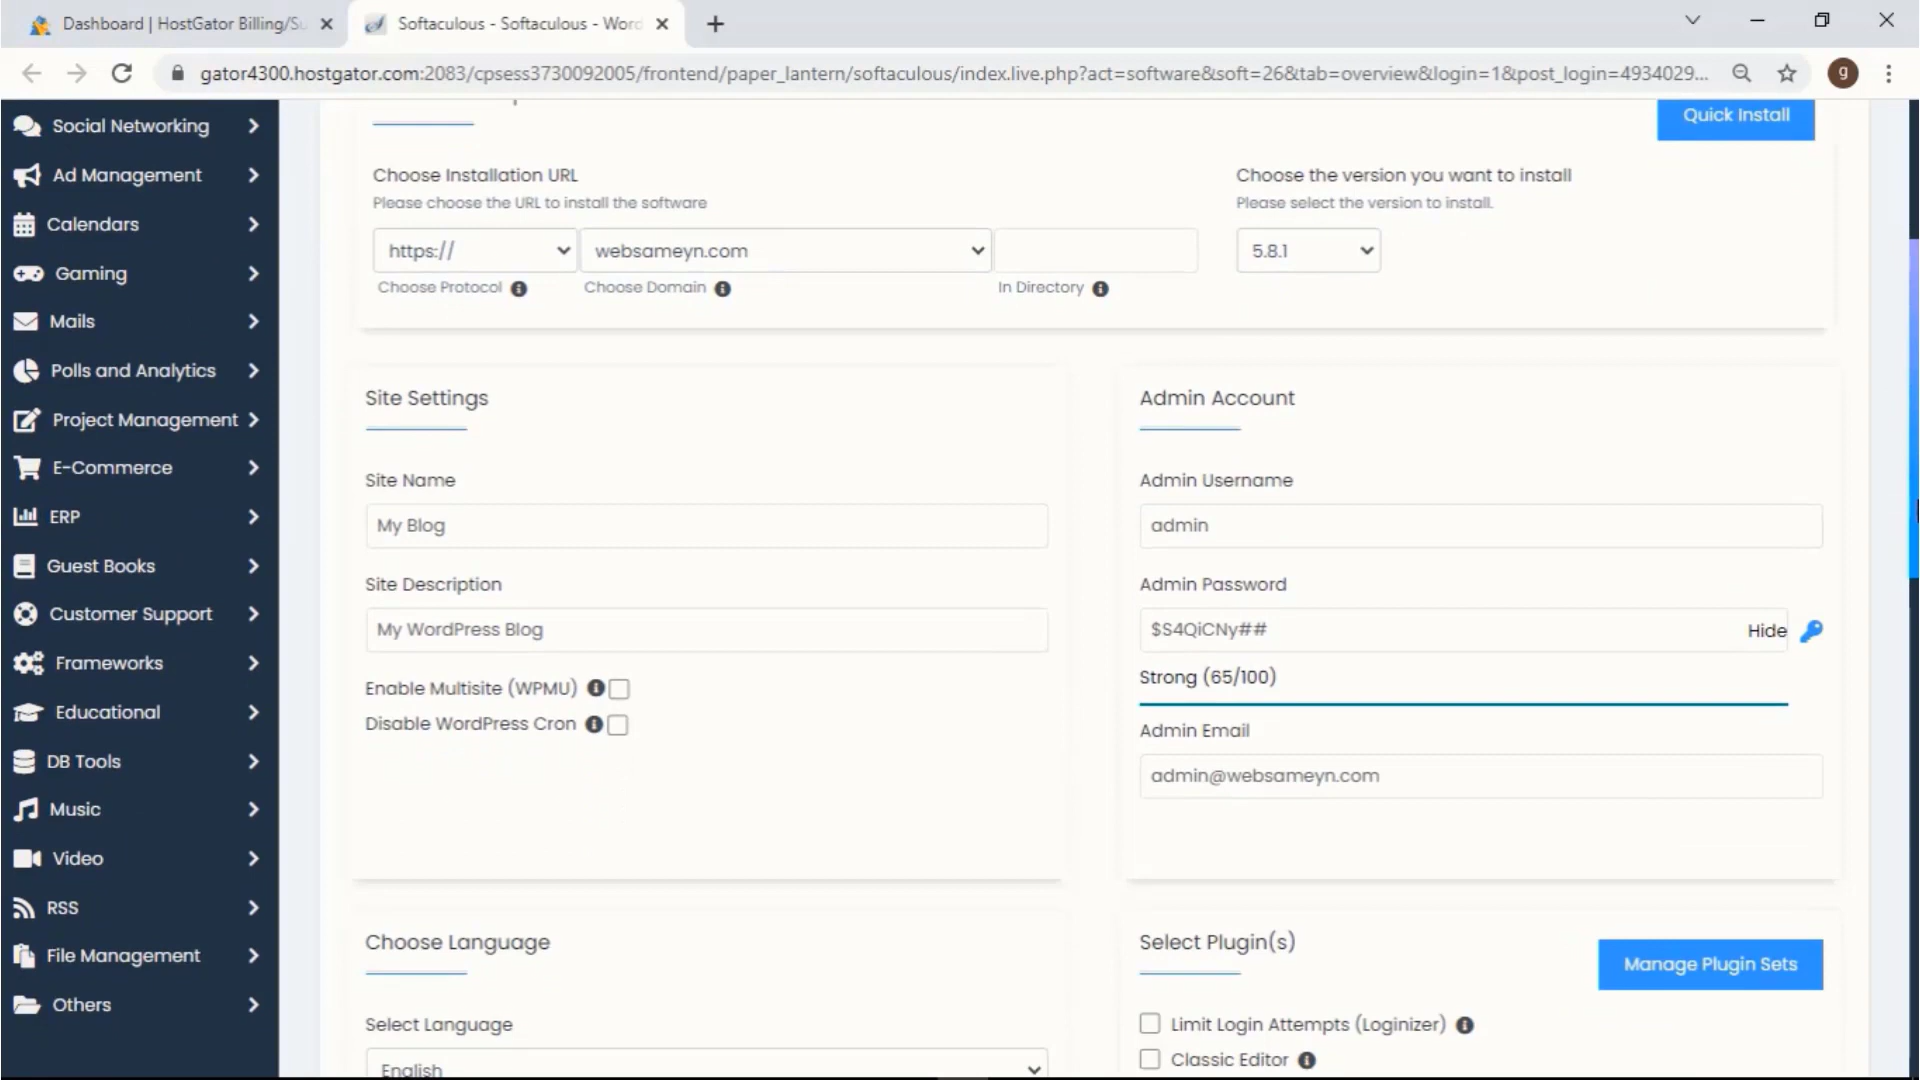 Dashboard | HostGator Billing/Su
Softaculous - Softaculous - Word
gator4300.hostgator.com:2083/cpsess3730092005/frontend/paper_lantern/softaculous/index.live.php?act=software&soft=26&tab=overview&login=1&post_login=4934029...
g
Social Networking
Ad Management
Calendars
Gaming
Mails
Polls and Analytics
Project Management
E-Commerce
ERP
Guest Books
Customer Support
Frameworks
Educational
DB Tools
Music
Video
RSS
File Management
Others
Quick Install
Choose Installation URL
Please choose the URL to install the software
https://
websameyn.com
Choose Protocol
Choose Domain
In Directory
Choose the version you want to install
Please select the version to install.
5.8.1
Site Settings
Site Name
My Blog
Site Description
My WordPress Blog
Enable Multisite (WPMU)
Disable WordPress Cron
Admin Account
Admin Username
admin
Admin Password
$S4QiCNy##
Hide
Strong (65/100)
Admin Email
admin@websameyn.com
Choose Language
Select Language
English
Select Plugin(s)
Manage Plugin Sets
Limit Login Attempts (Loginizer)
Classic Editor